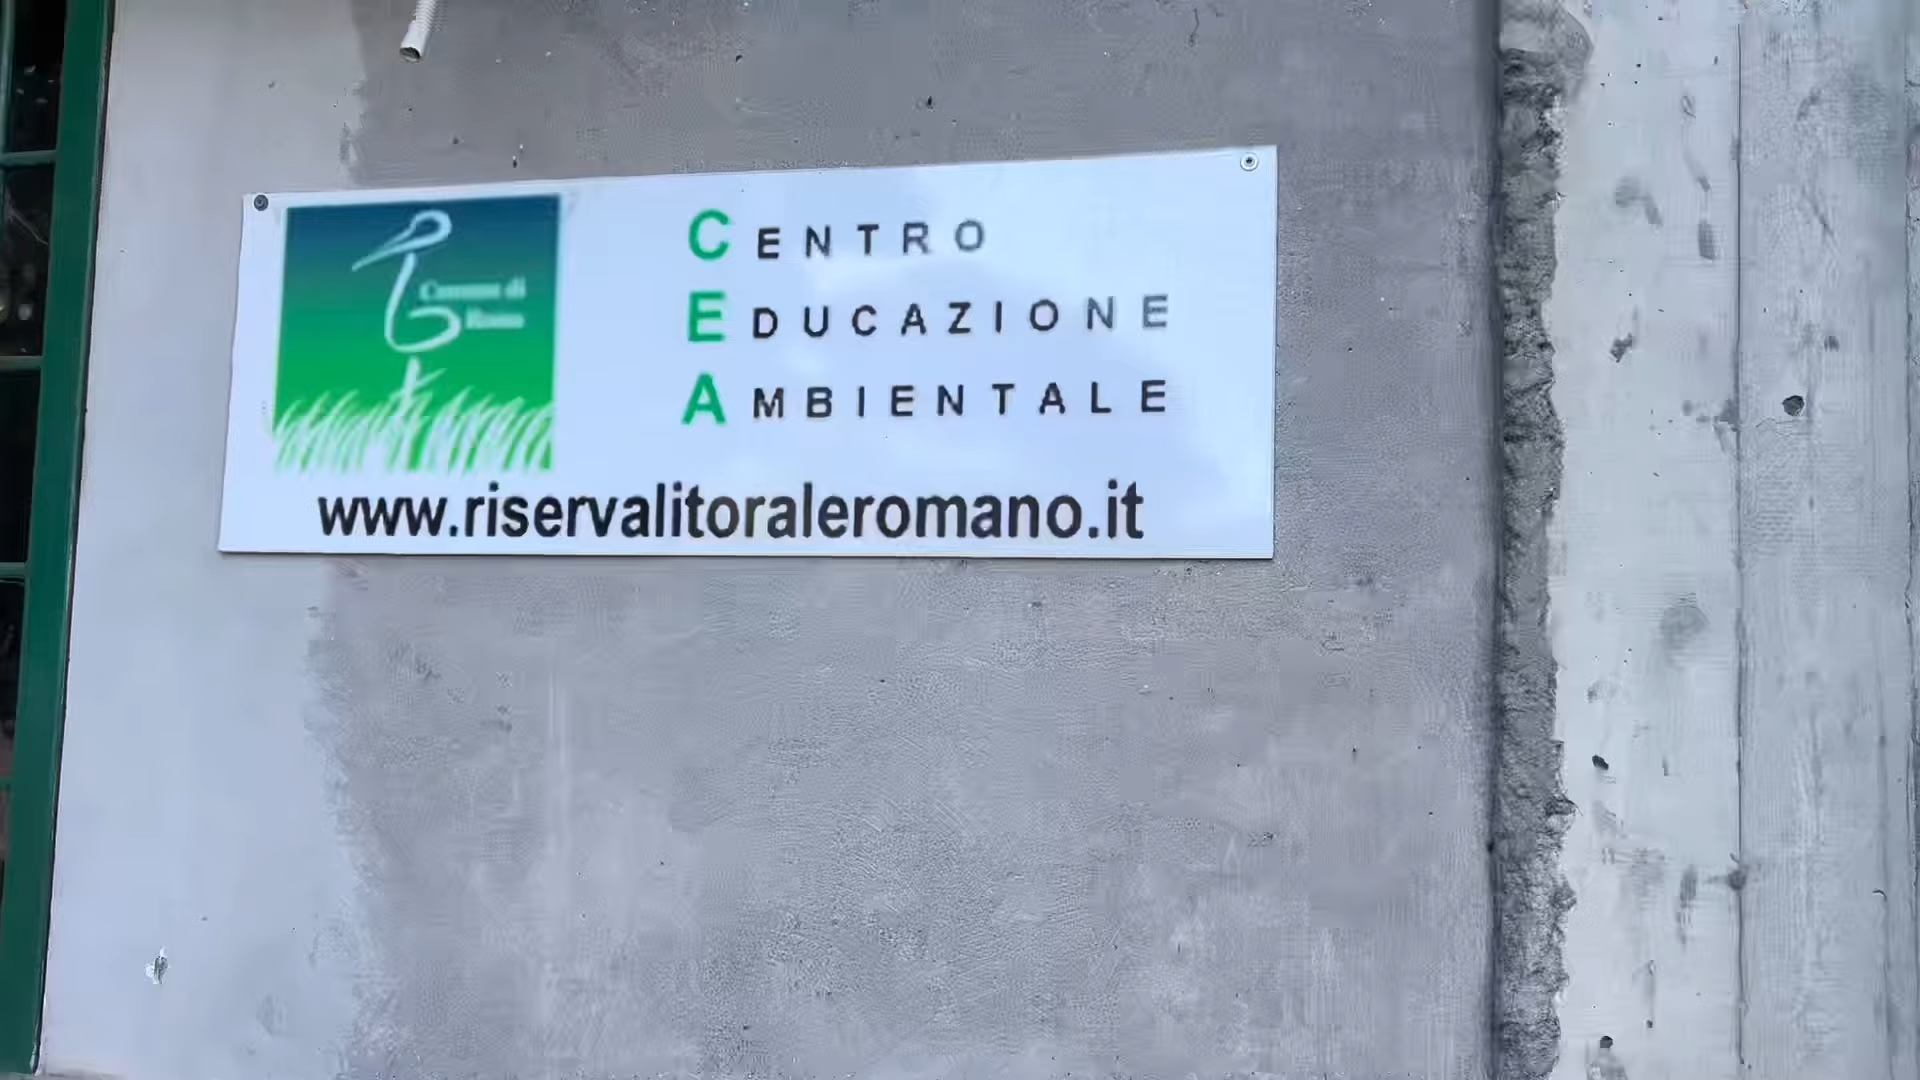 Comune di
Roma
CENTRO
EDUCAZIONE
AMBIENTALE
www.riservalitoraleromano.it